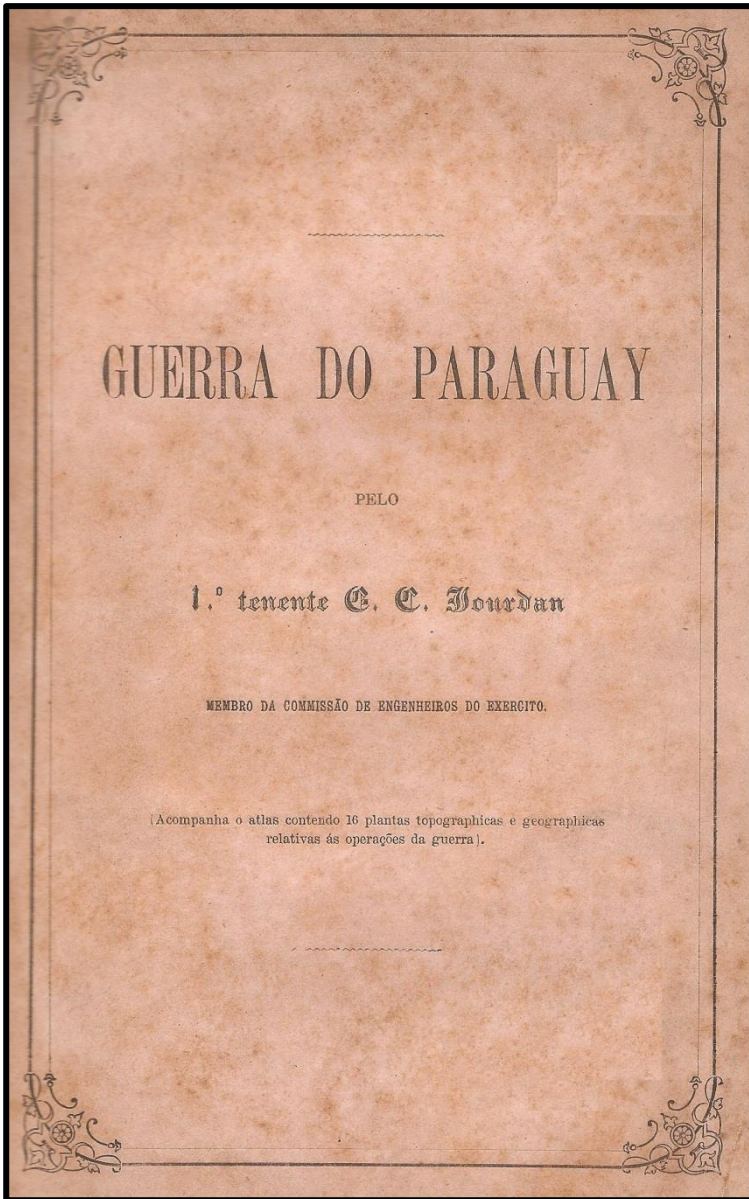 GUERRA DO PARAGUAY
PELO
1.º tenente E. C. Jourdan
MEMBRO DA COMMISSÃO DE ENGENHEIROS DO EXERCITO.
(Acompanha o atlas contendo 16 plantas topographicas e geographicas
relativas ás operações da guerra).